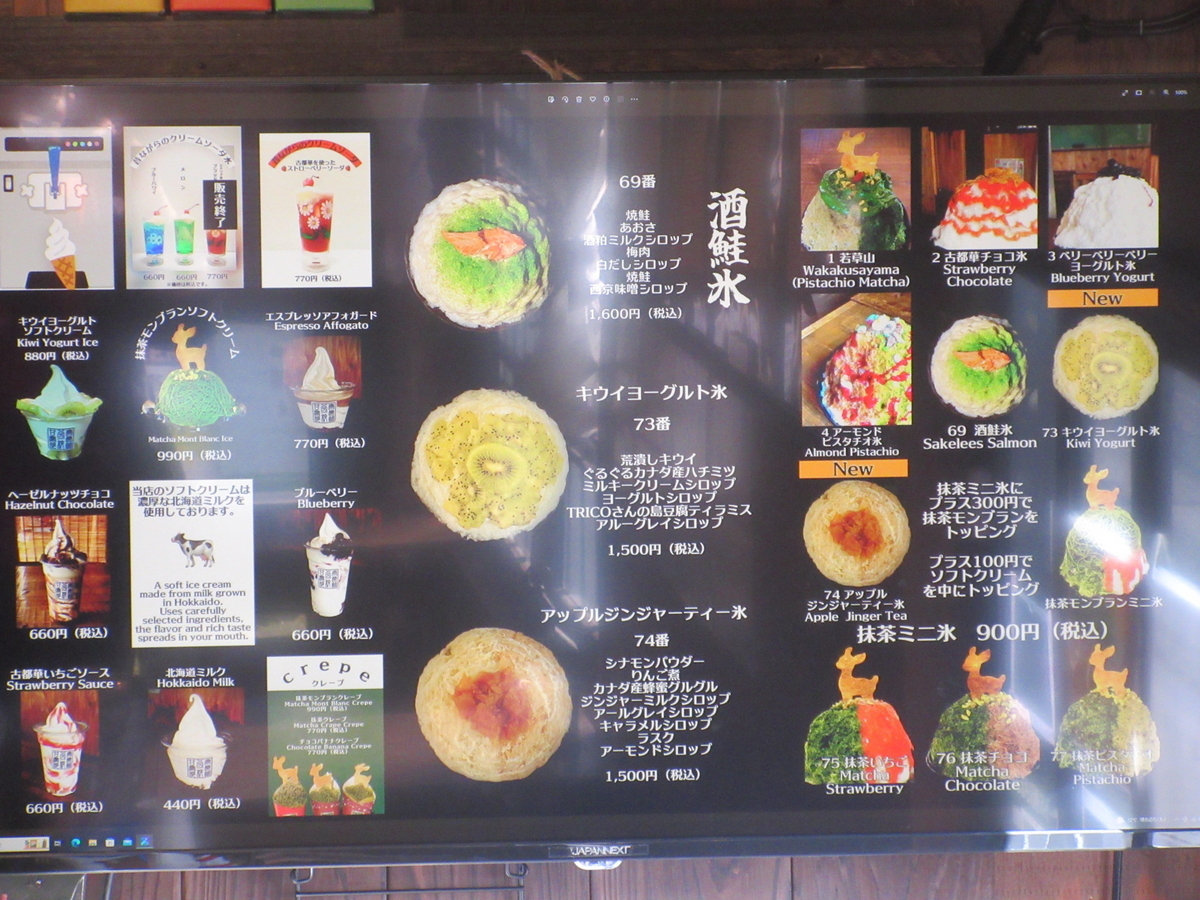 昔ながらのクリームソーダ水
メロン
販売終了
660円 660円 770円
古都華を使った
ストローベリーソーダ
770円（税込）
キウイヨーグルト
ソフトクリーム
Kiwi Yogurt Ice
880円（税込）
抹茶モンブランソフトクリーム
Matcha Mont Blanc Ice
990円（税込）
エスプレッソアフォガード
Espresso Affogato
770円（税込）
ヘーゼルナッツチョコ
Hazelnut Chocolate
660円（税込）
当店のソフトクリームは
濃厚な北海道ミルクを
使用しております。
A soft ice cream
made from milk grown
in Hokkaido.
Uses carefully
selected ingredients,
the flavor and rich taste
spreads in your mouth.
ブルーベリー
Blueberry
660円（税込）
古都華いちごソース
Strawberry Sauce
660円（税込）
北海道ミルク
Hokkaido Milk
440円（税込）
crepe
クレープ
抹茶モンブランクレープ
Matcha Mont Blanc Crepe
990円（税込）
抹茶クレープ
Matcha Crape Crepe
770円（税込）
チョコバナナクレープ
Chocolate Banana Crepe
770円（税込）
酒鮭氷
69番
焼鮭
あおさ
酒粕ミルクシロップ
梅肉
白だしシロップ
焼鮭
西京味噌シロップ
1,600円（税込）
キウイヨーグルト氷
73番
荒潰しキウイ
ぐるぐるカナダ産ハチミツ
ミルキークリームシロップ
ヨーグルトシロップ
TRICOさんの島豆腐ティラミス
アルーグレイシロップ
1,500円（税込）
アップルジンジャーティー氷
74番
シナモンパウダー
りんご煮
カナダ産蜂蜜グルグル
ジンジャーミルクシロップ
アールグレイシロップ
キャラメルシロップ
ラスク
アーモンドシロップ
1,500円（税込）
1 若草山
Wakakusayama
(Pistachio Matcha)
2 古都華チョコ氷
Strawberry
Chocolate
3 ベリーベリーベリー
ヨーグルト氷
Blueberry Yogurt
New
4 アーモンド
ピスタチオ氷
Almond Pistachio
New
69 酒鮭氷
Sakelees Salmon
73 キウイヨーグルト氷
Kiwi Yogurt
74 アップル
ジンジャーティー氷
Apple Jinger Tea
抹茶ミニ氷に
プラス300円で
抹茶モンブランを
トッピング
プラス100円で
ソフトクリーム
を中にトッピング
抹茶モンブランミニ氷
抹茶ミニ氷 900円（税込）
75 抹茶いちご
Matcha
Strawberry
76 抹茶チョコ
Matcha
Chocolate
Matcha
Pistachio
JAPANNEXT